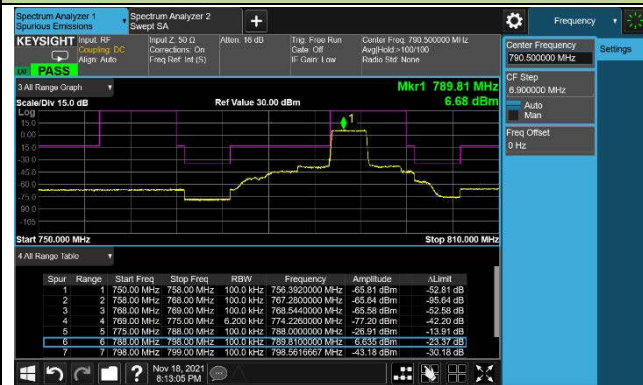 Spectrum Analyzer 1
Spurious Emissions
Spectrum Analyzer 2
Swept SA
Frequency
KEYSIGHT
Input: RF
Coupling: DC
Align: Auto
Input Z: 50 Ω
Corrections: On
Freq Ref: Int (S)
Atten: 16 dB
Trig: Free Run
Gate: Off
IF Gain: Low
Center Freq: 790.500000 MHz
Avg|Hold:>100/100
Radio Std: None
PASS
Center Frequency
790.500000 MHz
Settings
CF Step
6.900000 MHz
Auto
Man
Freq Offset
0 Hz
3 All Range Graph
Mkr1 789.81 MHz
6.68 dBm
Scale/Div 15.0 dB
Ref Value 30.00 dBm
Log
15.0
0.00
-15.0
-30.0
-45.0
-60.0
-75.0
-90.0
-105
1
Start 750.000 MHz
Stop 810.000 MHz
4 All Range Table
Spur Range Start Freq Stop Freq RBW Frequency Amplitude ΔLimit
1 1 750.00 MHz 758.00 MHz 100.0 kHz 756.3920000 MHz -65.81 dBm -52.81 dB
2 2 758.00 MHz 768.00 MHz 100.0 kHz 767.2800000 MHz -65.64 dBm -95.64 dB
3 3 768.00 MHz 769.00 MHz 100.0 kHz 768.5440000 MHz -65.58 dBm -52.58 dB
4 4 769.00 MHz 775.00 MHz 6.200 kHz 774.2260000 MHz -77.20 dBm -42.20 dB
5 5 775.00 MHz 788.00 MHz 100.0 kHz 788.0000000 MHz -26.91 dBm -13.91 dB
6 6 788.00 MHz 798.00 MHz 100.0 kHz 789.8100000 MHz 6.635 dBm -23.37 dB
7 7 798.00 MHz 799.00 MHz 100.0 kHz 798.5616667 MHz -43.18 dBm -30.18 dB
Nov 18, 2021
8:13:05 PM